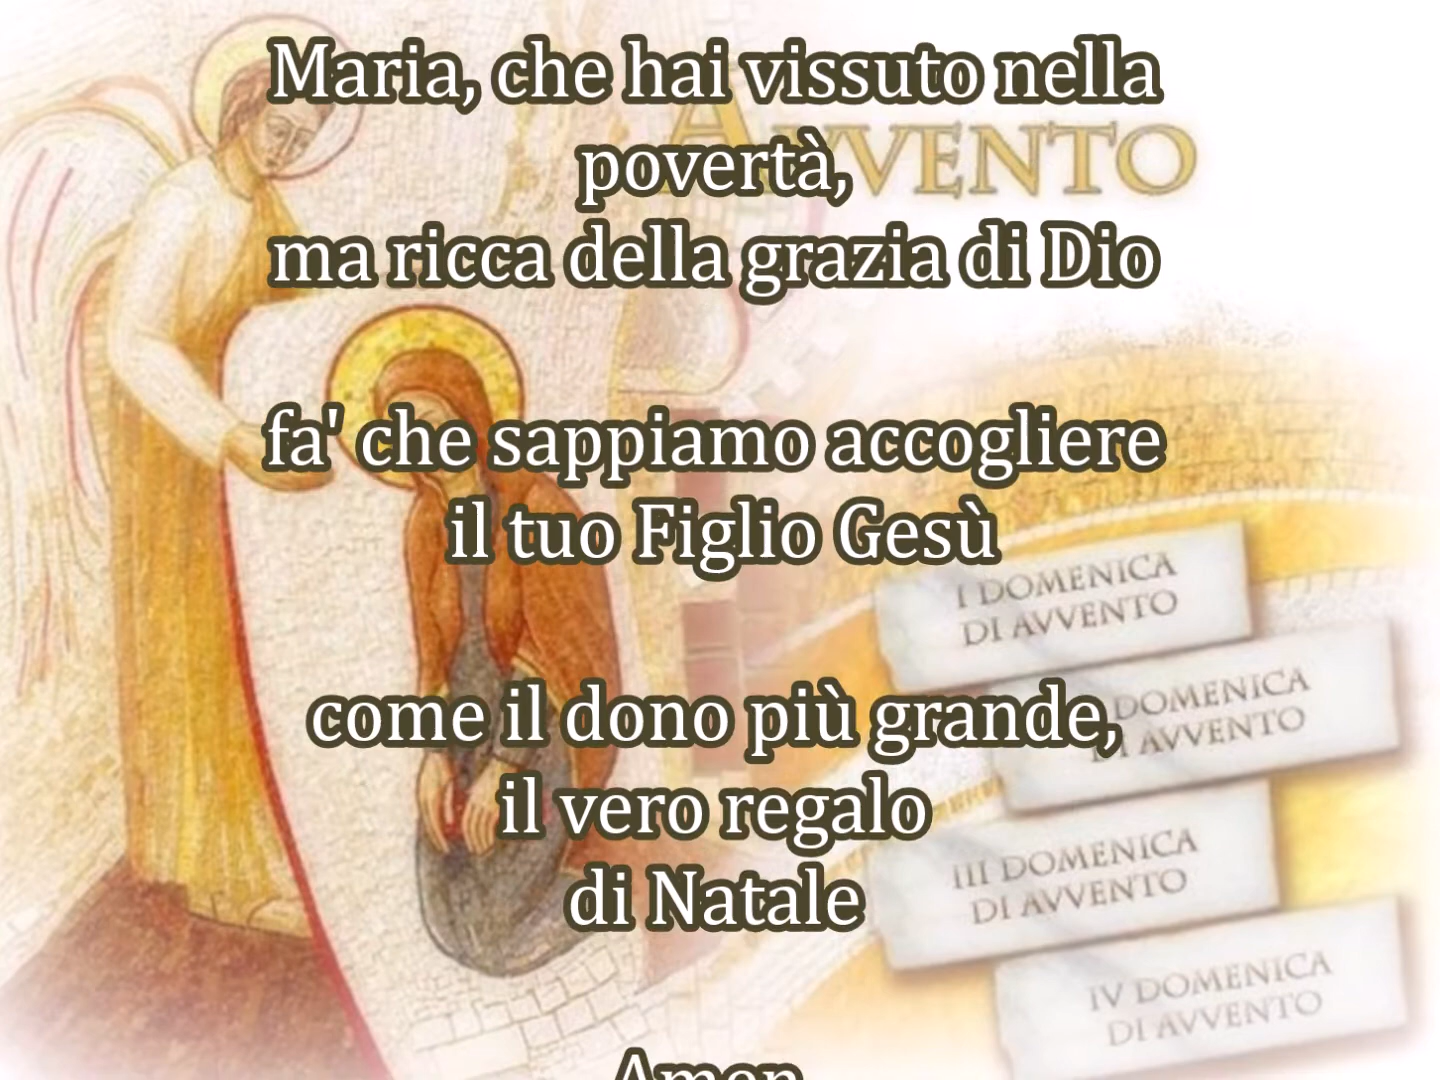 Maria, che hai vissuto nella
povertà,
AVVENTO
ma ricca della grazia di Dio
fa' che sappiamo accogliere
il tuo Figlio Gesù
I DOMENICA
DI AVVENTO
come il dono più grande,
DOMENICA
DI AVVENTO
il vero regalo
di Natale
III DOMENICA
DI AVVENTO
IV DOMENICA
DI AVVENTO
Amen